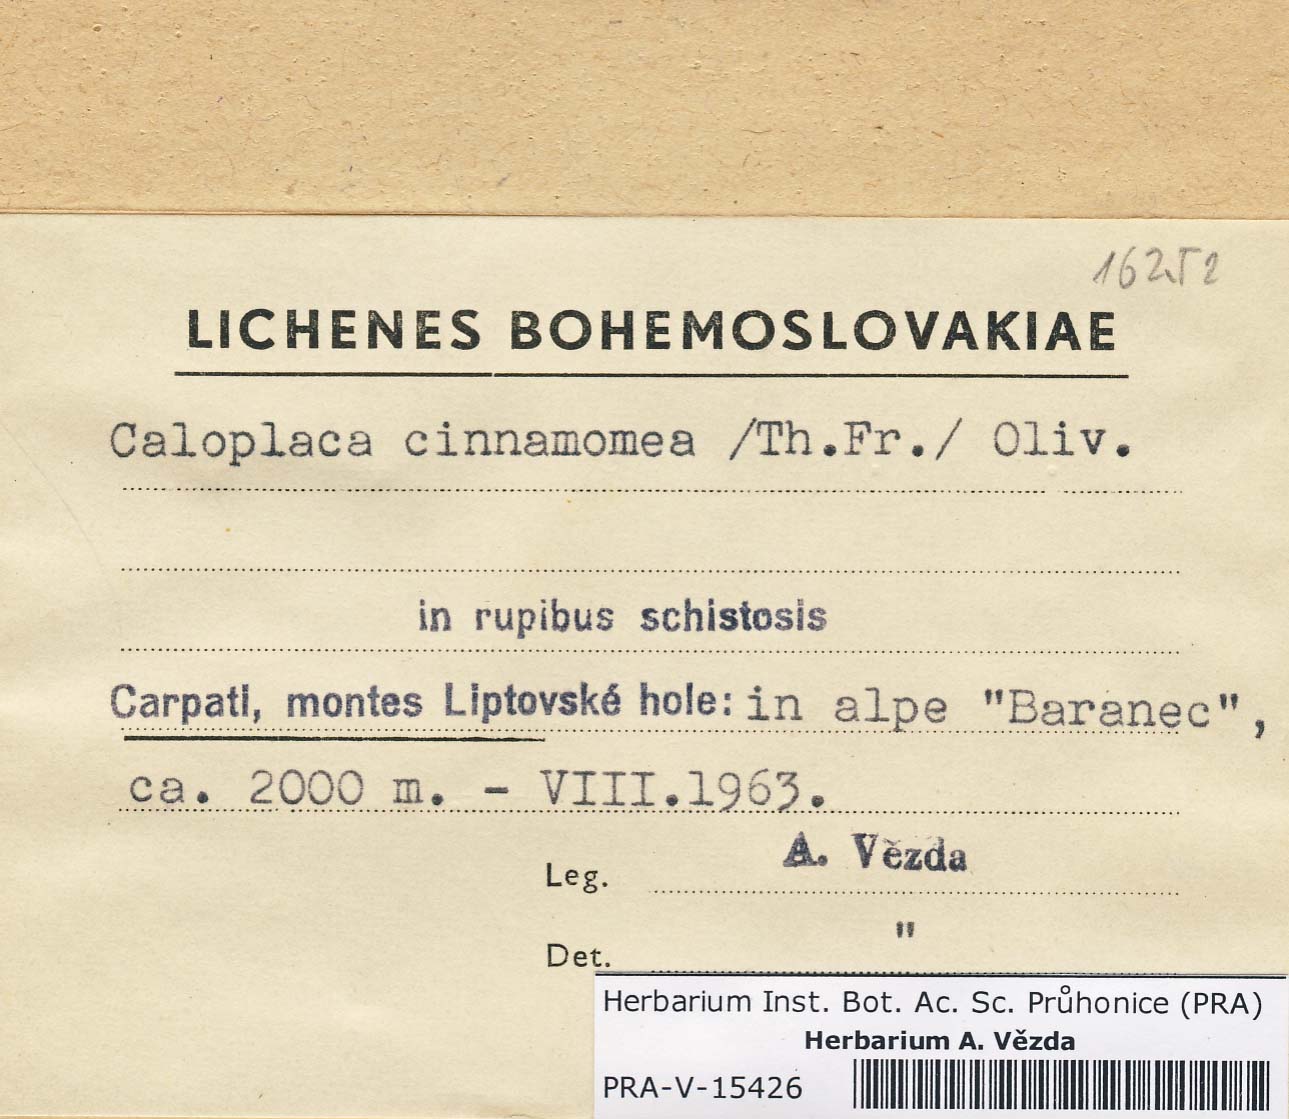 16252
LICHENES BOHEMOSLOVAKIAE
Caloplaca cinnamomea /Th.Fr./ Oliv.
in rupibus schistosis
Carpati, montes Liptovské hole: in alpe "Baranec",
ca. 2000 m. - VIII.1963.
Leg. A. Vězda
Det. "
Herbarium Inst. Bot. Ac. Sc. Průhonice (PRA)
Herbarium A. Vězda
PRA-V-15426